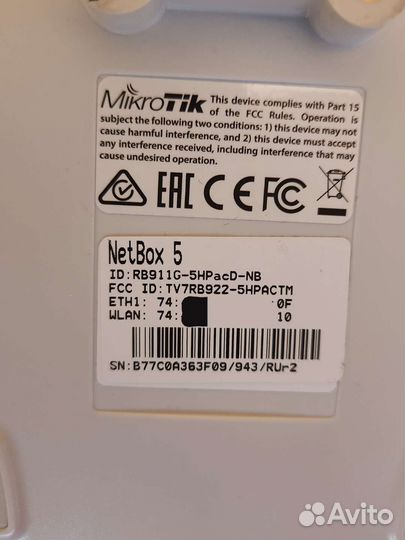 MikroTik This device complies with Part 15
of the FCC Rules. Operation is
subject the following two conditions: 1) this device may not
cause harmful interference, and 2) this device must accept
any interference received, including interference that may
cause undesired operation.
EAC CE FC
NetBox 5
ID:RB911G-5HPacD-NB
FCC ID:TV7RB922-5HPACTM
ETH1: 74: 0F
WLAN: 74: 10
SN:B77C0A363F09/943/RUr2
Avito